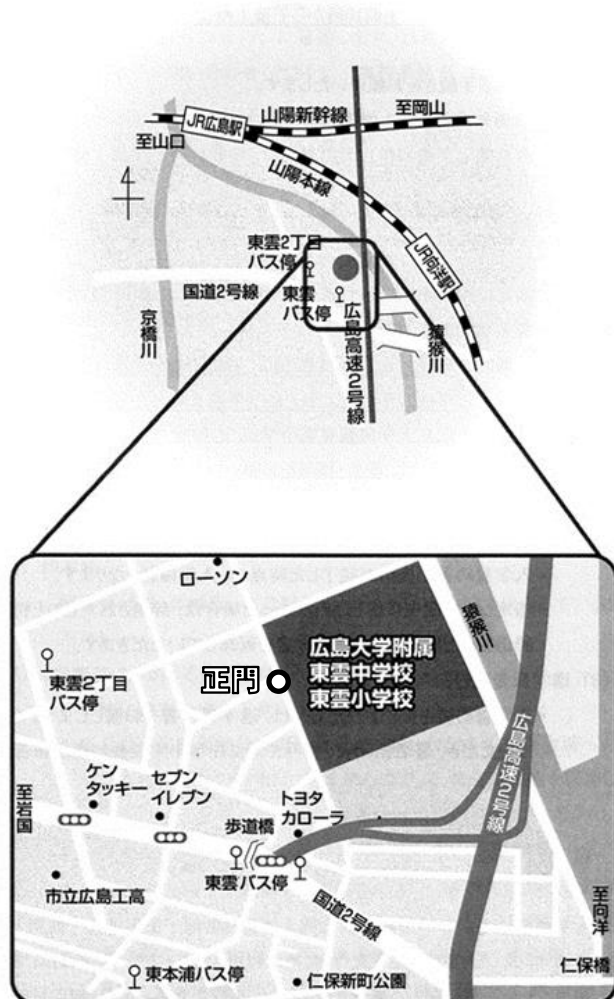 山陽新幹線
至岡山
JR広島駅
至山口
山陽本線
JR向洋駅
4
東雲2丁目
バス停
国道2号線
東雲
バス停
京橋川
広島高速2号線
猿猴川
ローソン
猿猴川
広島大学附属
東雲中学校
東雲小学校
正門
東雲2丁目
バス停
広島高速2号線
ケン
タッキー
セブン
イレブン
トヨタ
カローラ
至岩国
歩道橋
東雲バス停
市立広島工高
国道2号線
至向洋
仁保橋
東本浦バス停
仁保新町公園